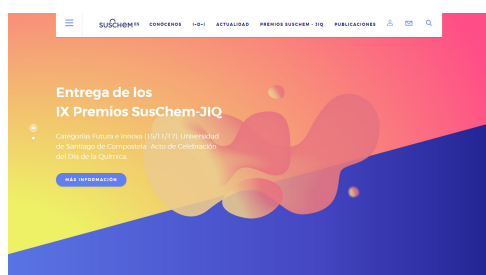 SUSCHEM ES CONÓCENOS I+D+I ACTUALIDAD PREMIOS SUSCHEM - JIQ PUBLICACIONES
Entrega de los
IX Premios SusChem-JIQ
Categorías Futura e Innova (15/11/17). Universidad
de Santiago de Compostela - Acto de Celebración
del Día de la Química.
MÁS INFORMACIÓN